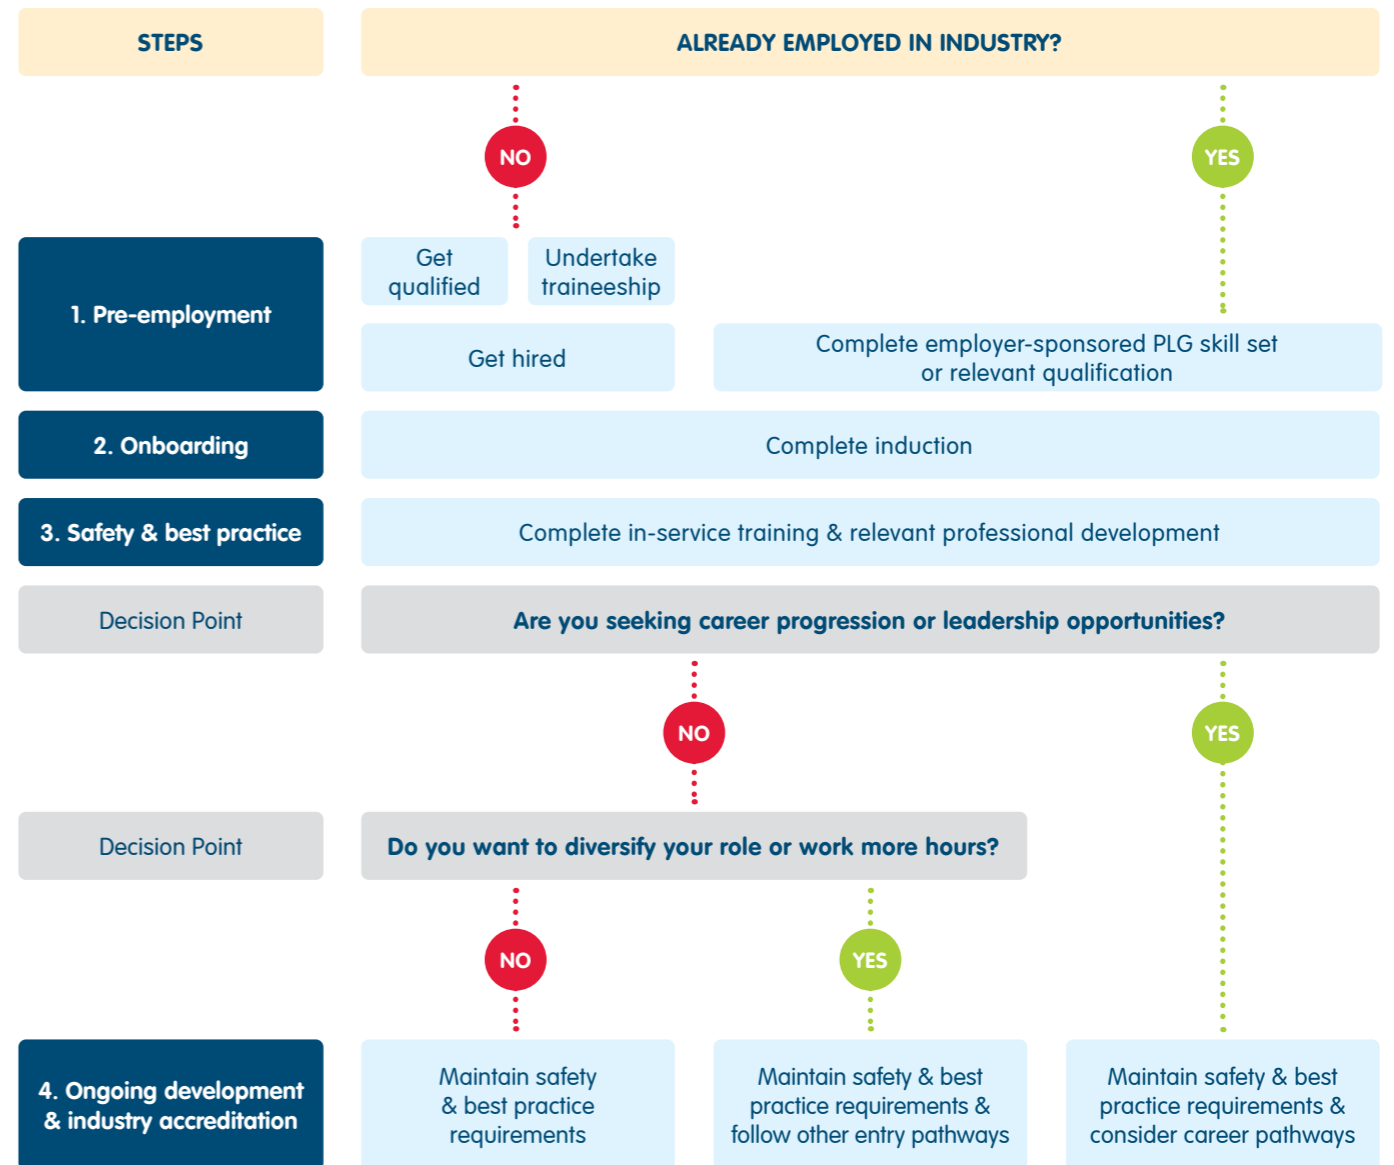 STEPS
ALREADY EMPLOYED IN INDUSTRY?
NO
YES
1. Pre-employment
Get
qualified
Undertake
traineeship
Get hired
Complete employer-sponsored PLG skill set
or relevant qualification
2. Onboarding
Complete induction
3. Safety & best practice
Complete in-service training & relevant professional development
Decision Point
Are you seeking career progression or leadership opportunities?
NO
YES
Decision Point
Do you want to diversify your role or work more hours?
NO
YES
4. Ongoing development
& industry accreditation
Maintain safety
& best practice
requirements
Maintain safety & best
practice requirements &
follow other entry pathways
Maintain safety & best
practice requirements &
consider career pathways